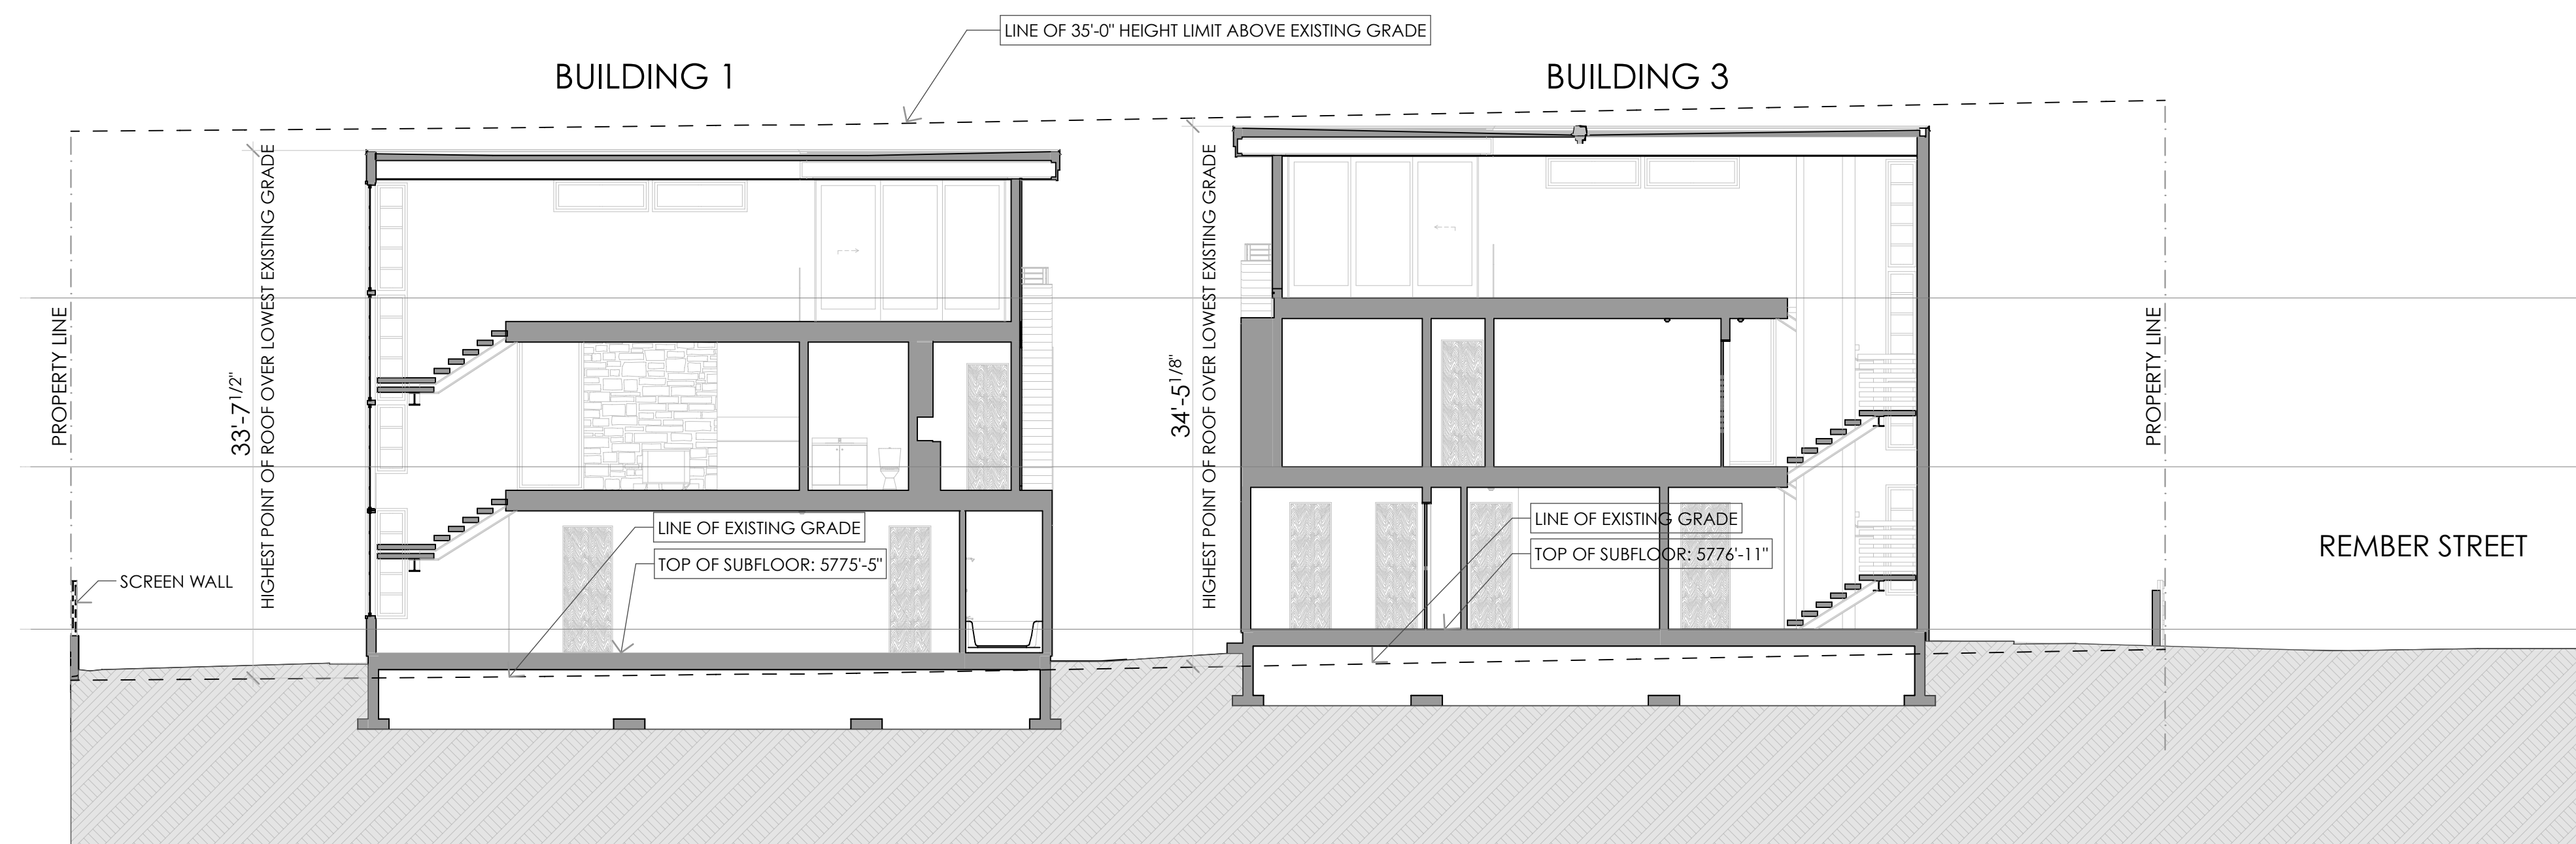 LINE OF 35'-0" HEIGHT LIMIT ABOVE EXISTING GRADE
BUILDING 1
BUILDING 3
PROPERTY LINE
33'-7 1/2"
HIGHEST POINT OF ROOF OVER LOWEST EXISTING GRADE
34'-5 1/8"
HIGHEST POINT OF ROOF OVER LOWEST EXISTING GRADE
PROPERTY LINE
LINE OF EXISTING GRADE
TOP OF SUBFLOOR: 5775'-5"
LINE OF EXISTING GRADE
TOP OF SUBFLOOR: 5776'-11"
SCREEN WALL
REMBER STREET